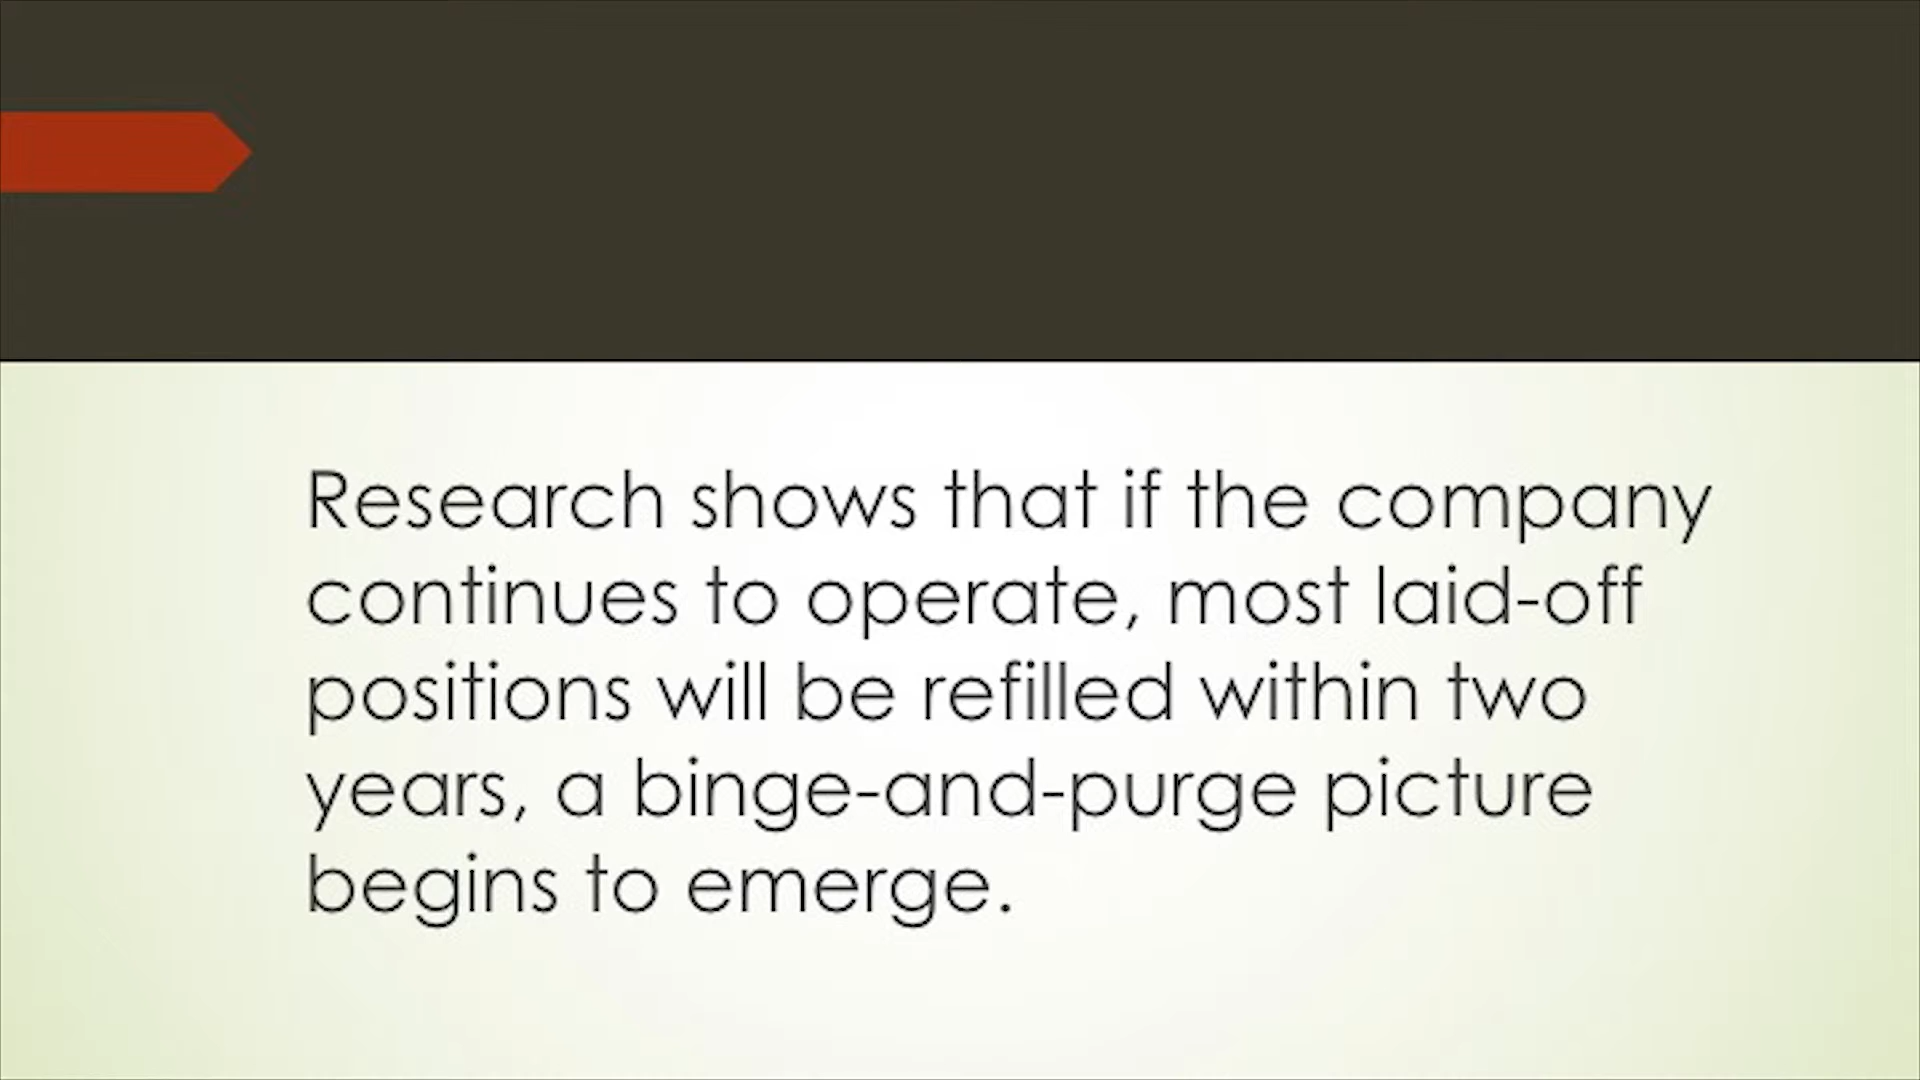 Research shows that if the company
continues to operate, most laid-off
positions will be refilled within two
years, a binge-and-purge picture
begins to emerge.